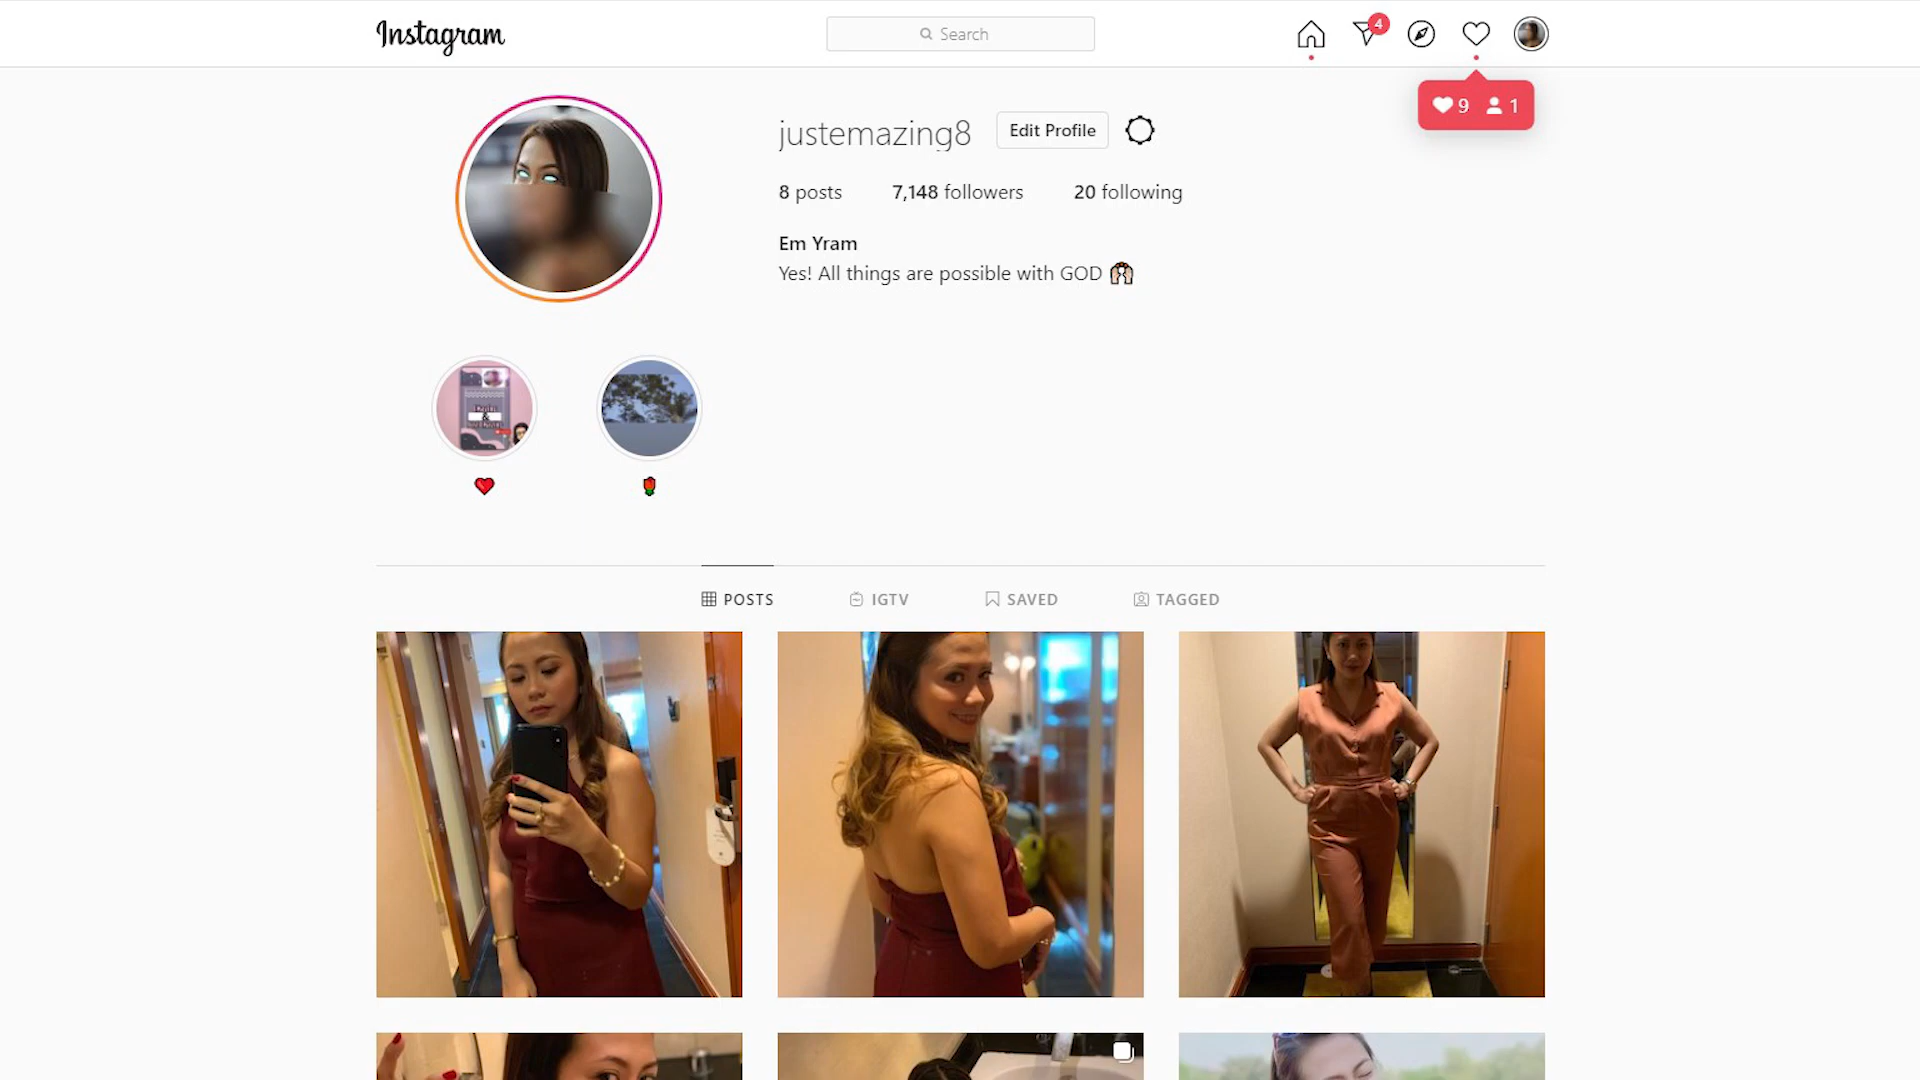 Instagram
Search
4
9 1
justemazing8
Edit Profile
8 posts
7,148 followers
20 following
Em Yram
Yes! All things are possible with GOD 🙌
❤️
🌹
POSTS
IGTV
SAVED
TAGGED